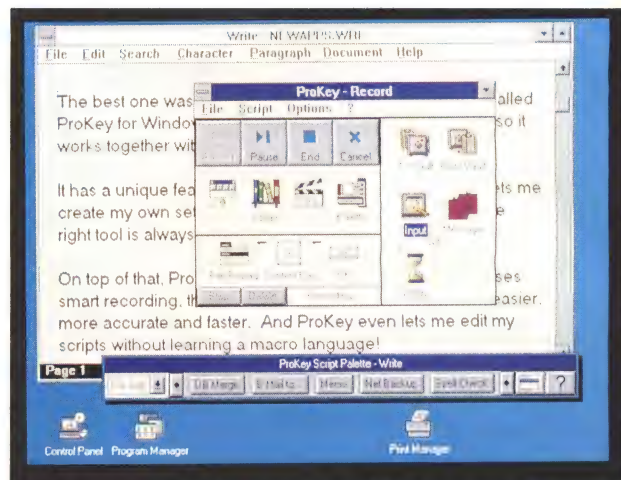 Write - NEWAPPS.WRI
File Edit Search Character Paragraph Document Help
The best one was
alled
ProKey for Window
so it
works together wit
It has a unique fea
ets me
create my own set
e
right tool is always
On top of that, Pro
ses
smart recording, th
easier,
more accurate and faster. And ProKey even lets me edit my
scripts without learning a macro language!
Page 1
ProKey - Record
File Script Options ?
Pause End Cancel
Input
Message
ProKey Script Palette - Write
DB Merge E Mail to... Memo Net Backup Spell Check ?
Control Panel Program Manager Print Manager